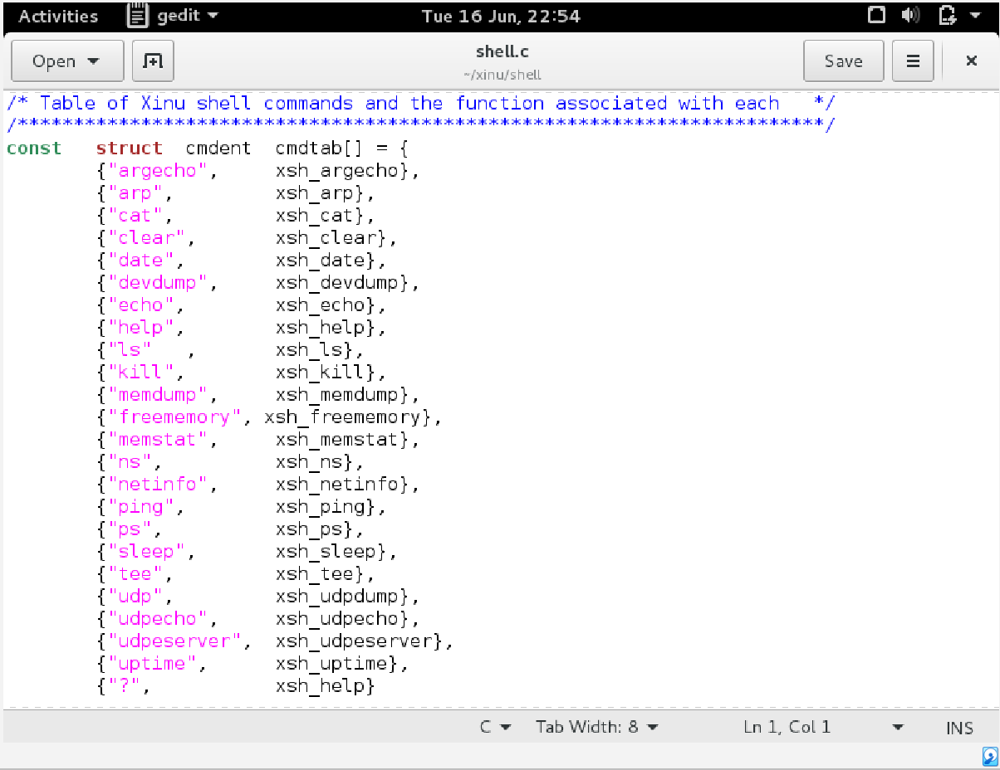 Activities gedit Tue 16 Jun, 22:54
Open shell.c Save
~/xinu/shell
/* Table of Xinu shell commands and the function associated with each   */
/************************************************************************/
const   struct  cmdent  cmdtab[] = {
        {"argecho",     xsh_argecho},
        {"arp",         xsh_arp},
        {"cat",         xsh_cat},
        {"clear",       xsh_clear},
        {"date",        xsh_date},
        {"devdump",     xsh_devdump},
        {"echo",        xsh_echo},
        {"help",        xsh_help},
        {"ls"   ,       xsh_ls},
        {"kill",        xsh_kill},
        {"memdump",     xsh_memdump},
        {"freememory", xsh_freememory},
        {"memstat",     xsh_memstat},
        {"ns",          xsh_ns},
        {"netinfo",     xsh_netinfo},
        {"ping",        xsh_ping},
        {"ps",          xsh_ps},
        {"sleep",       xsh_sleep},
        {"tee",         xsh_tee},
        {"udp",         xsh_udpdump},
        {"udpecho",     xsh_udpecho},
        {"udpeserver",  xsh_udpeserver},
        {"uptime",      xsh_uptime},
        {"?",           xsh_help}
C Tab Width: 8 Ln 1, Col 1 INS